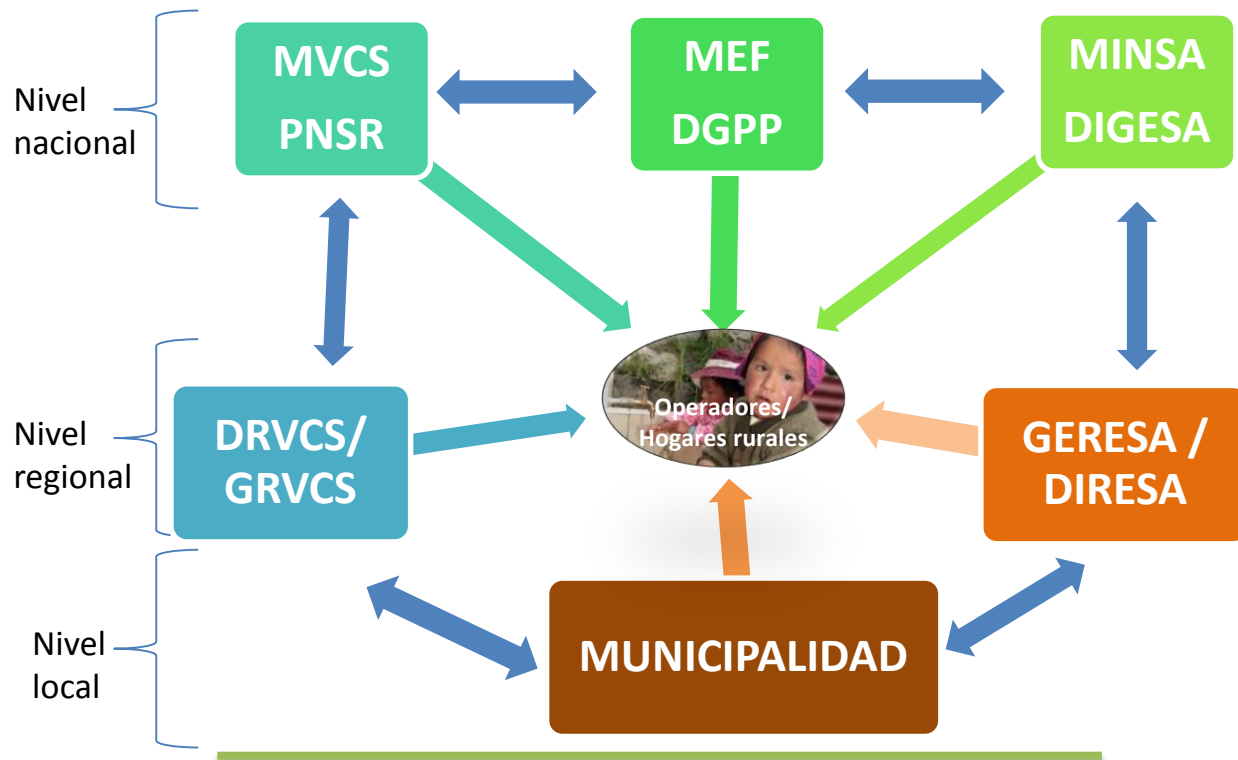 Nivel
nacional
MVCS
PNSR
MEF
DGPP
MINSA
DIGESA
Operadores/
Hogares rurales
Nivel
regional
DRVCS/
GRVCS
GERESA /
DIRESA
Nivel
local
MUNICIPALIDAD